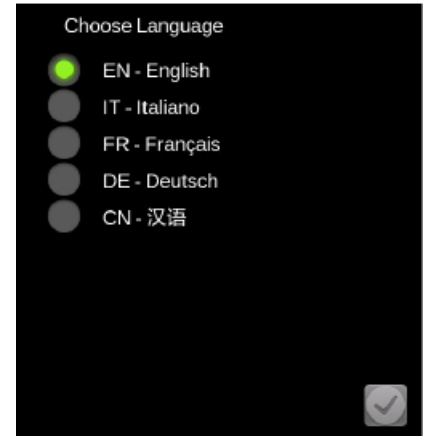 Choose Language
EN - English
IT - Italiano
FR - Français
DE - Deutsch
CN - 汉语